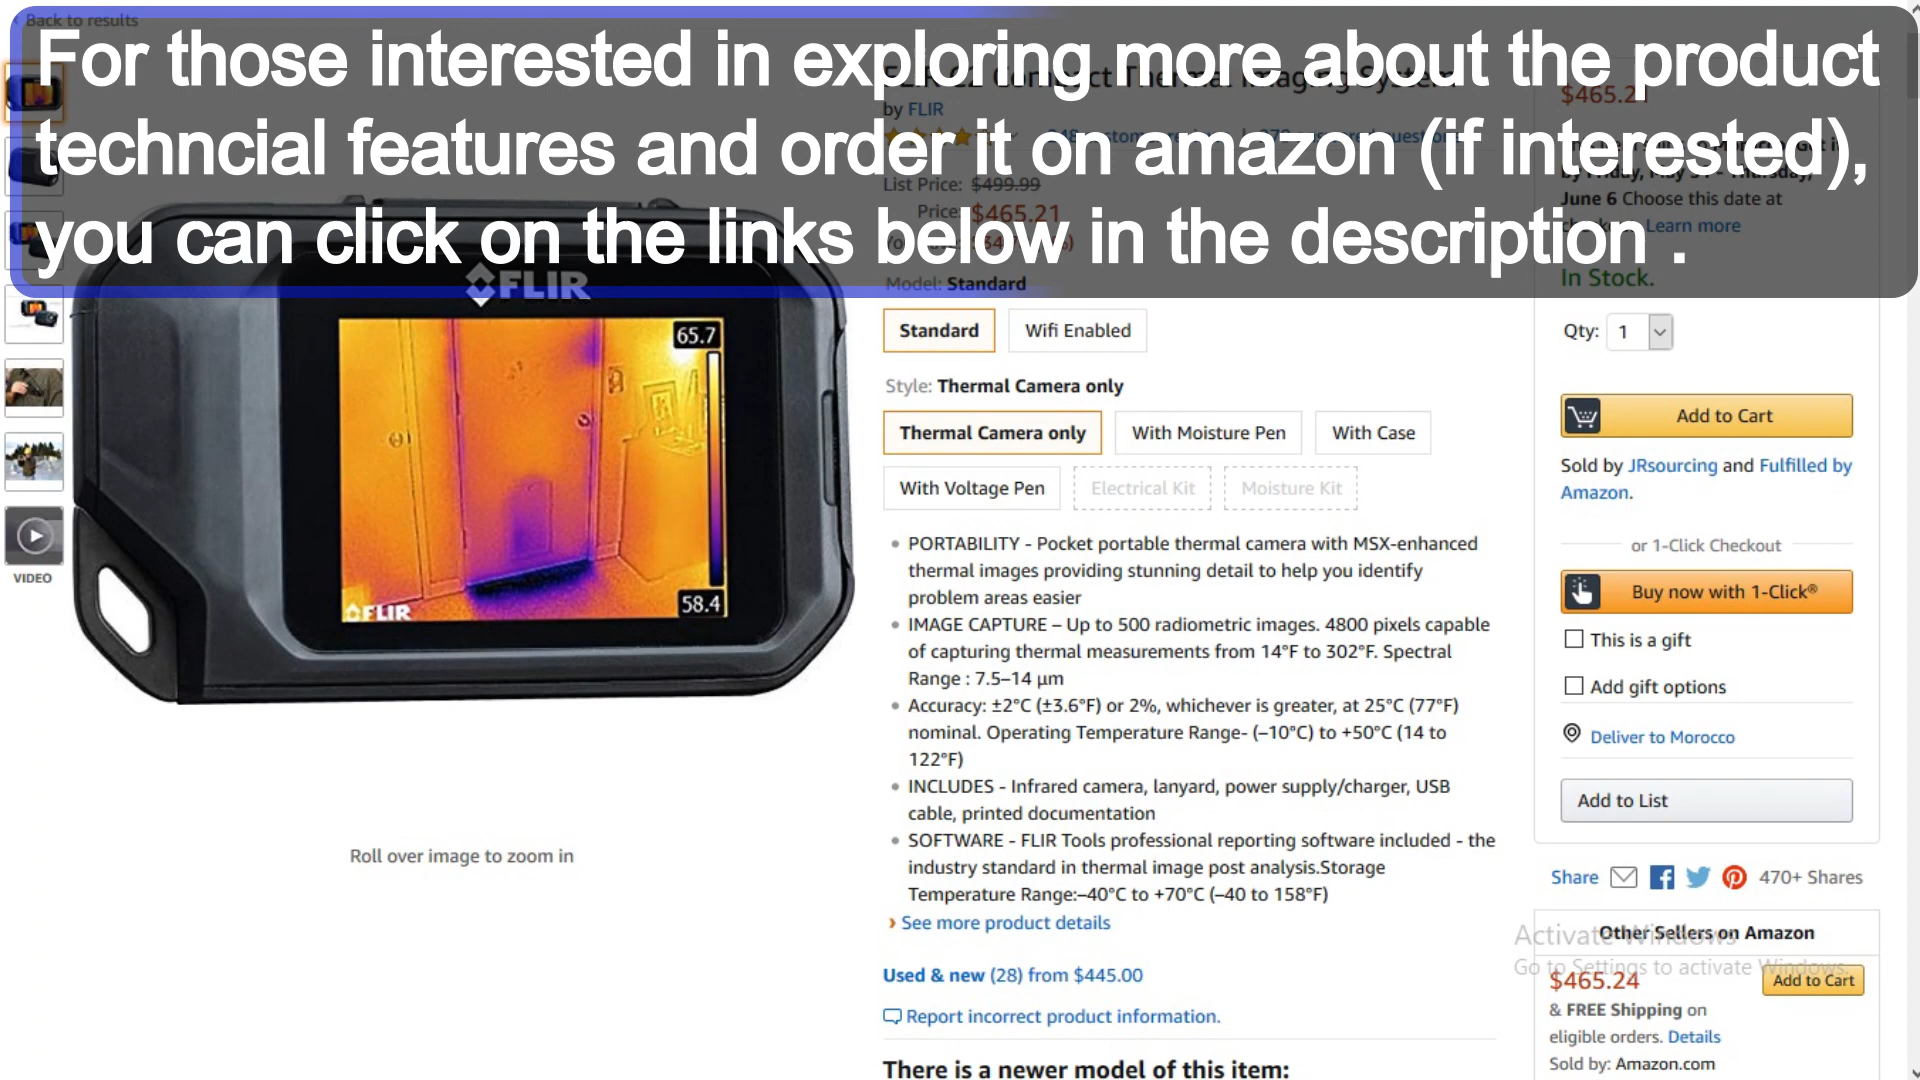 Back to results
For those interested in exploring more about the product
techncial features and order it on amazon (if interested),
you can click on the links below in the description .
VIDEO
FLIR
65.7
58.4
FLIR
Roll over image to zoom in
FLIR C2 Compact Thermal Imaging System
by FLIR
List Price: $499.99
Price: $465.21
Model: Standard
Standard
Wifi Enabled
Style: Thermal Camera only
Thermal Camera only
With Moisture Pen
With Case
With Voltage Pen
Electrical Kit
Moisture Kit
PORTABILITY - Pocket portable thermal camera with MSX-enhanced
thermal images providing stunning detail to help you identify
problem areas easier
IMAGE CAPTURE – Up to 500 radiometric images. 4800 pixels capable
of capturing thermal measurements from 14°F to 302°F. Spectral
Range : 7.5–14 µm
Accuracy: ±2°C (±3.6°F) or 2%, whichever is greater, at 25°C (77°F)
nominal. Operating Temperature Range- (–10°C) to +50°C (14 to
122°F)
INCLUDES - Infrared camera, lanyard, power supply/charger, USB
cable, printed documentation
SOFTWARE - FLIR Tools professional reporting software included - the
industry standard in thermal image post analysis.Storage
Temperature Range:–40°C to +70°C (–40 to 158°F)
› See more product details
Used & new (28) from $445.00
Report incorrect product information.
There is a newer model of this item:
$465.21
by Friday, May 31 - Thursday,
June 6 Choose this date at
checkout. Learn more
In Stock.
Qty: 1
Add to Cart
Sold by JRsourcing and Fulfilled by
Amazon.
or 1-Click Checkout
Buy now with 1-Click®
This is a gift
Add gift options
Deliver to Morocco
Add to List
Share
470+ Shares
Other Sellers on Amazon
Activate Windows
Go to Settings to activate Windows.
$465.24
Add to Cart
& FREE Shipping on
eligible orders. Details
Sold by: Amazon.com